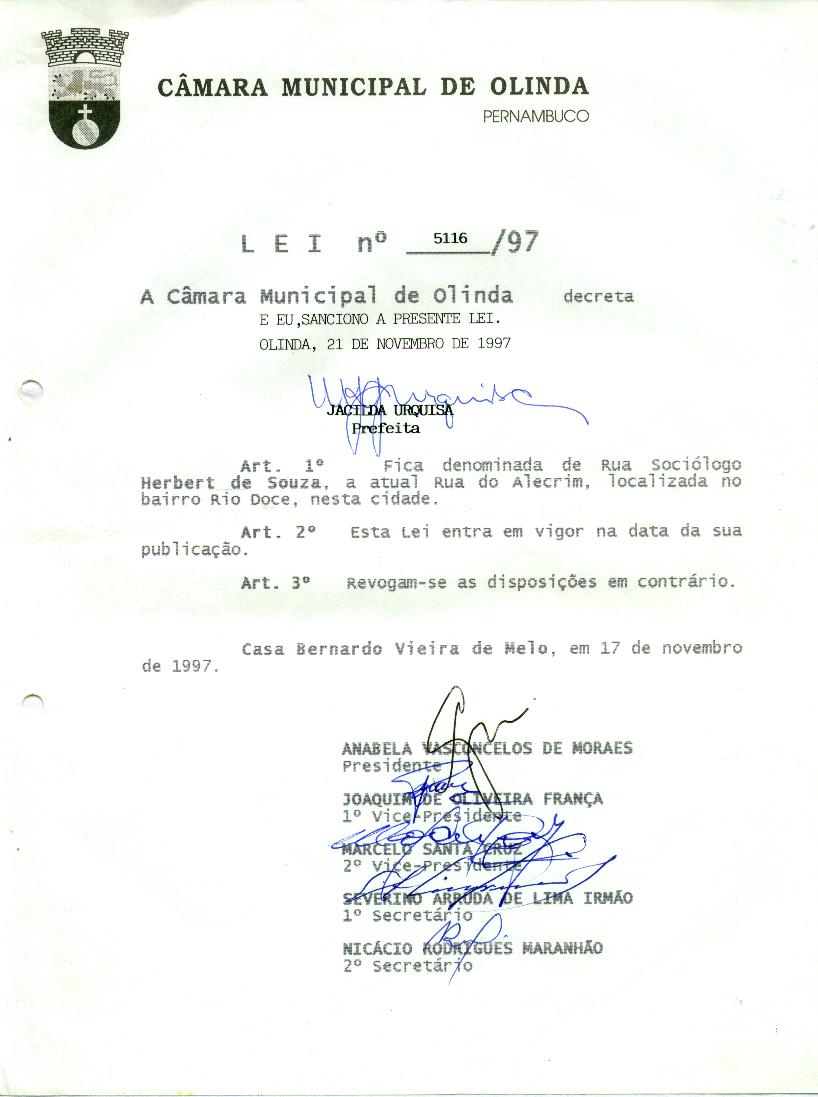 CÂMARA MUNICIPAL DE OLINDA
PERNAMBUCO
L E I nº 5116/97
A Câmara Municipal de Olinda decreta
E EU,SANCIONO A PRESENTE LEI.
OLINDA, 21 DE NOVEMBRO DE 1997
JACILDA URQUISA
Prefeita
Art. 1º Fica denominada de Rua Sociólogo
Herbert de Souza, a atual Rua do Alecrim, localizada no
bairro Rio Doce, nesta cidade.
Art. 2º Esta Lei entra em vigor na data da sua
publicação.
Art. 3º Revogam-se as disposições em contrário.
Casa Bernardo Vieira de Melo, em 17 de novembro
de 1997.
ANABELA VASCONCELOS DE MORAES
Presidente
JOAQUIM DE OLIVEIRA FRANÇA
1º Vice-Presidente
MARCELO SANTA CRUZ
2º Vice-Presidente
SEVERINO ARRUDA DE LIMA IRMÃO
1º Secretário
NICÁCIO RODRIGUES MARANHÃO
2º Secretário